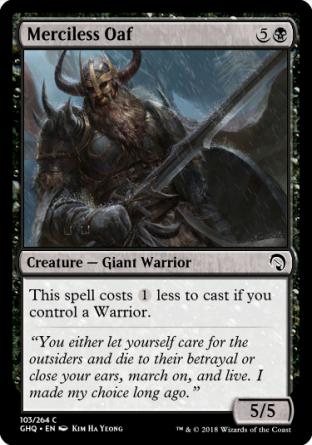 Merciless Oaf 5
Creature — Giant Warrior
This spell costs 1 less to cast if you
control a Warrior.
“You either let yourself care for the
outsiders and die to their betrayal or
close your ears, march on, and live. I
made my choice long ago.”
5/5
103/264 C
GHQ • EN Kim Ha Yeong
™ & © 2018 Wizards of the Coast